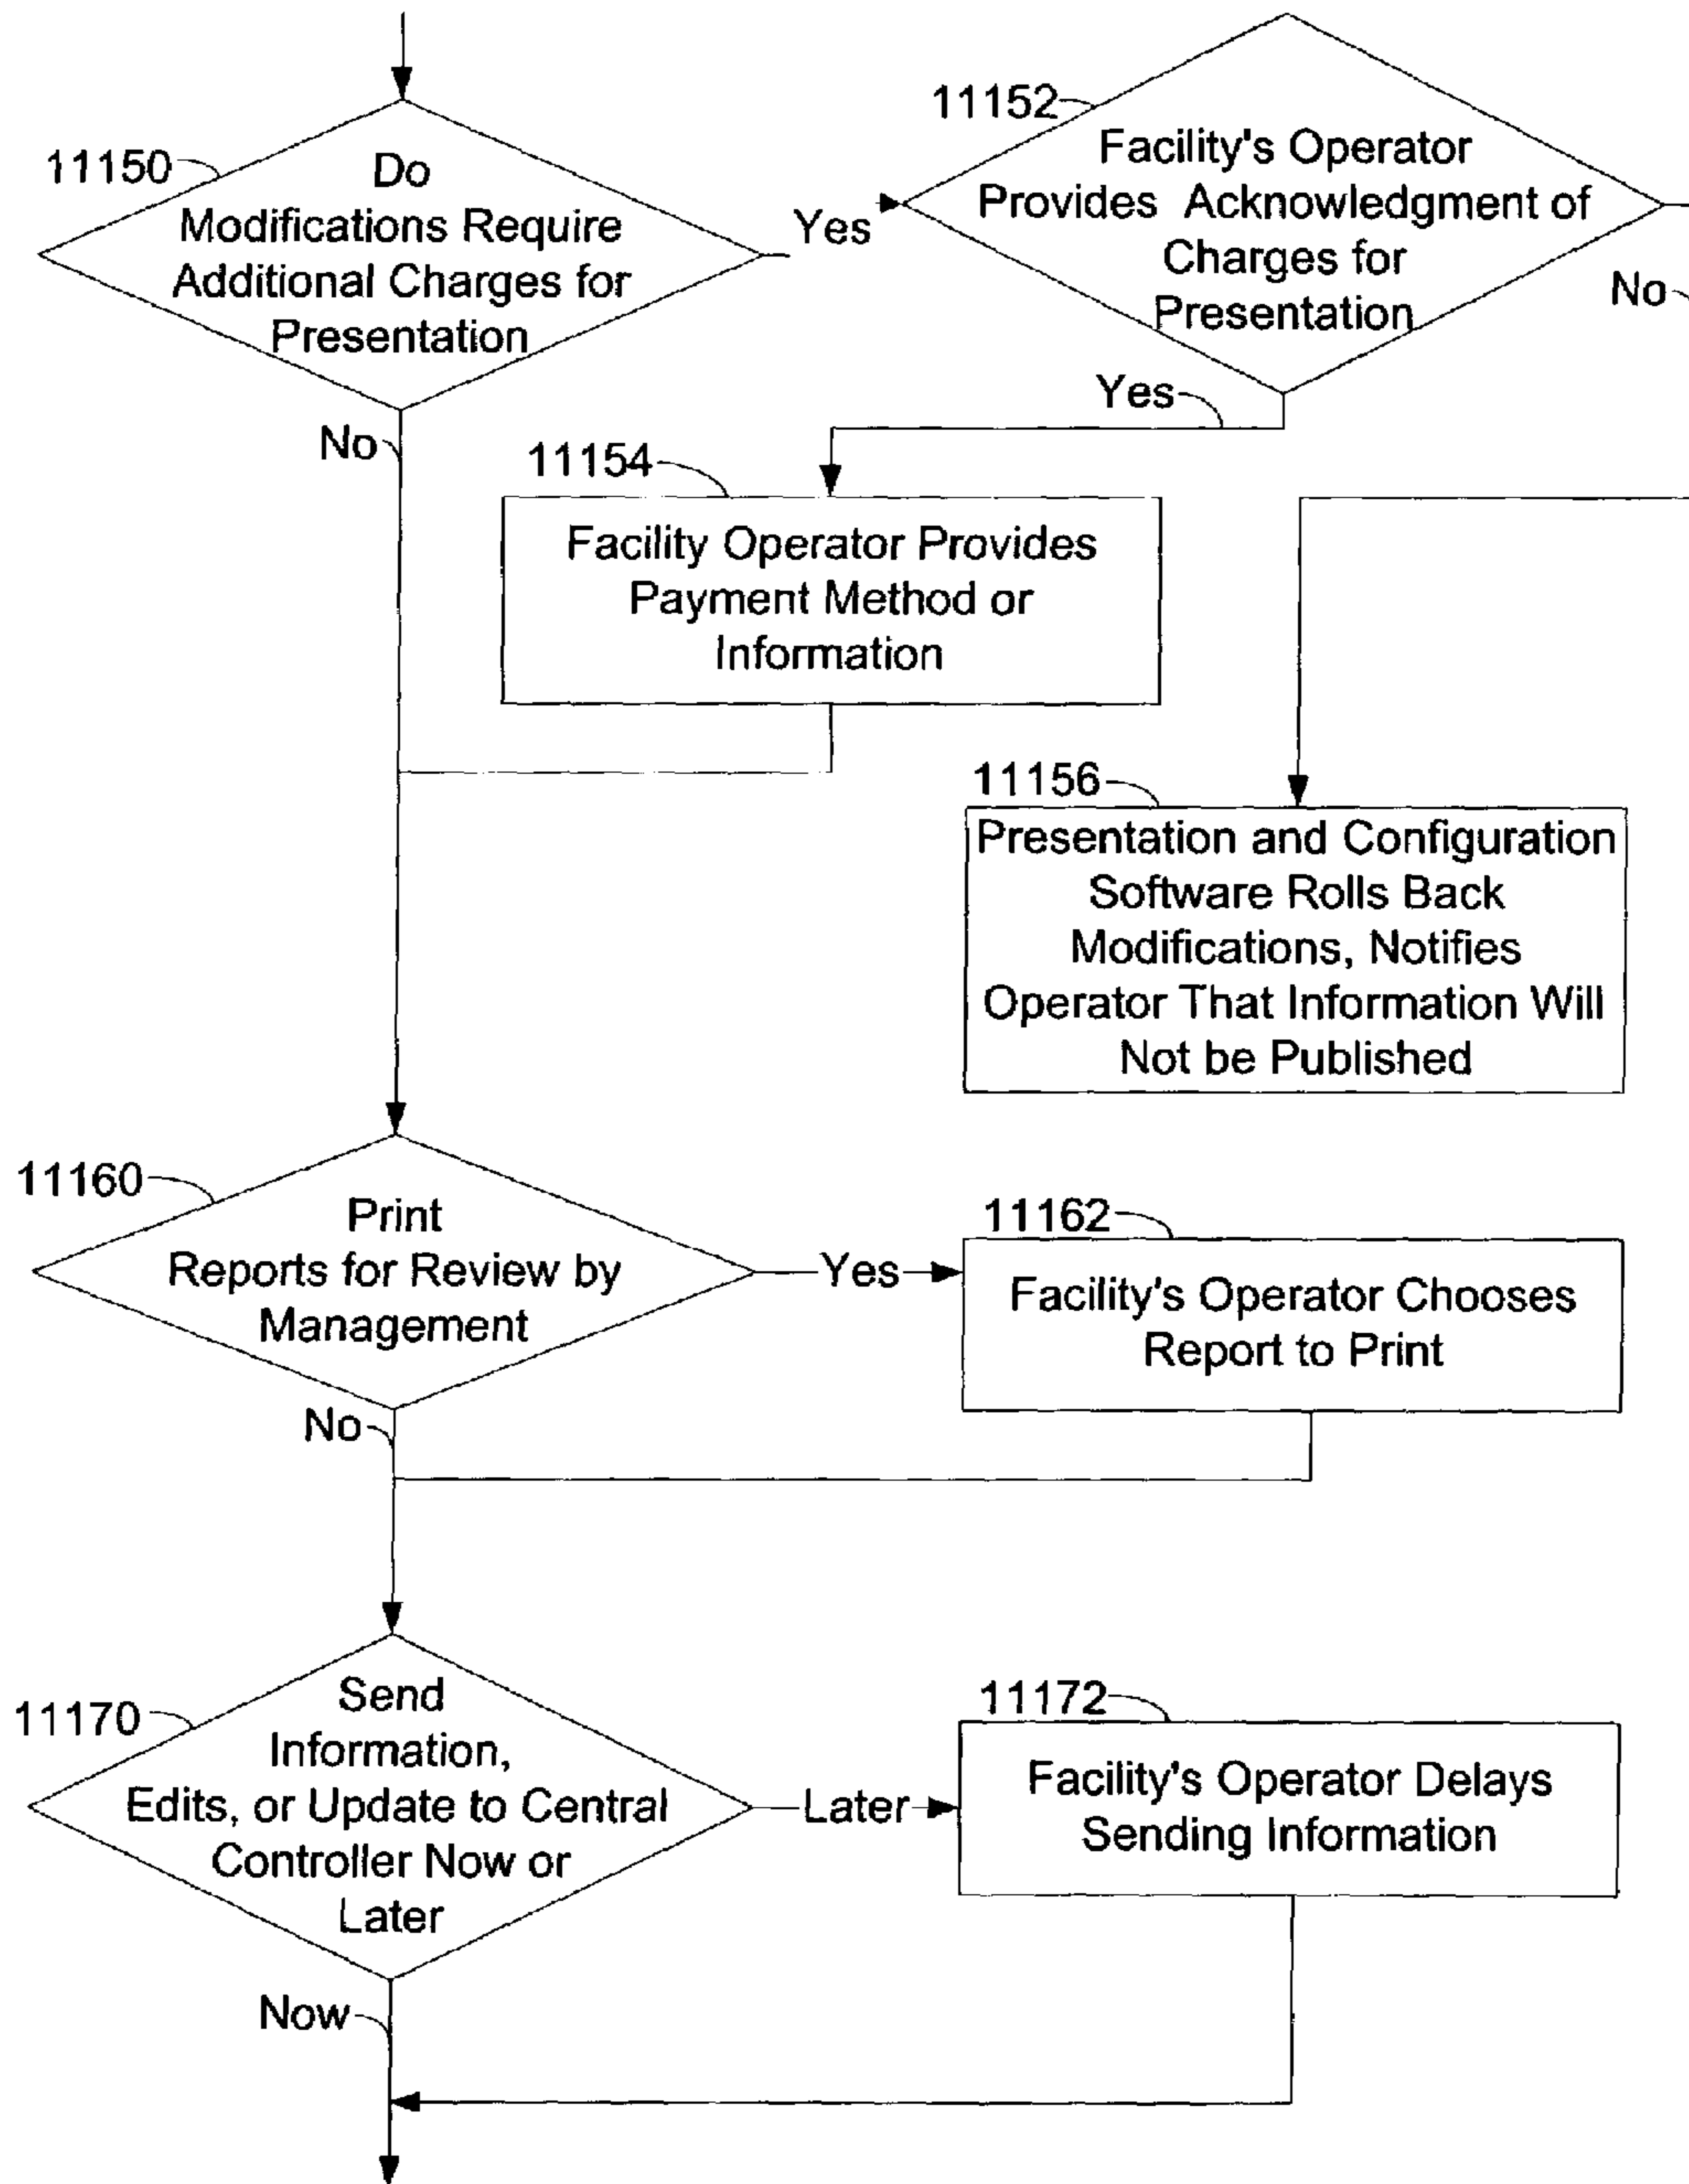 11150
Do
Modifications Require
Additional Charges for
Presentation
Yes
No
11152
Facility's Operator
Provides Acknowledgment of
Charges for
Presentation
No
Yes
11154
Facility Operator Provides
Payment Method or
Information
11156
Presentation and Configuration
Software Rolls Back
Modifications, Notifies
Operator That Information Will
Not be Published
11160
Print
Reports for Review by
Management
Yes
No
11162
Facility's Operator Chooses
Report to Print
11170
Send
Information,
Edits, or Update to Central
Controller Now or
Later
Later
Now
11172
Facility's Operator Delays
Sending Information